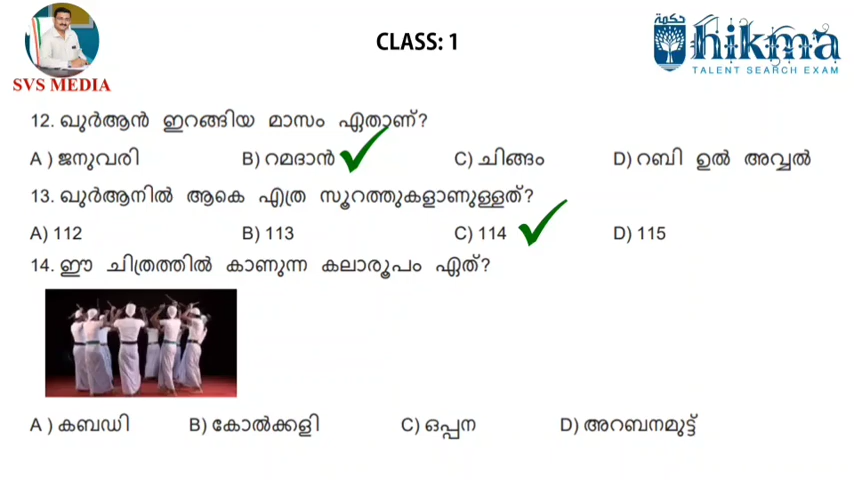 CLASS: 1
حكمة
hikma
TALENT SEARCH EXAM
SVS MEDIA
12. ഖുർആൻ ഇറങ്ങിയ മാസം ഏതാണ്?
A ) ജനുവരി B) റമദാൻ C) ചിങ്ങം D) റബി ഉൽ അവ്വൽ
13. ഖുർആനിൽ ആകെ എത്ര സൂറത്തുകളാണുള്ളത്?
A) 112 B) 113 C) 114 D) 115
14. ഈ ചിത്രത്തിൽ കാണുന്ന കലാരൂപം ഏത്?
A ) കബഡി B) കോൽക്കളി C) ഒപ്പന D) അറബനമുട്ട്